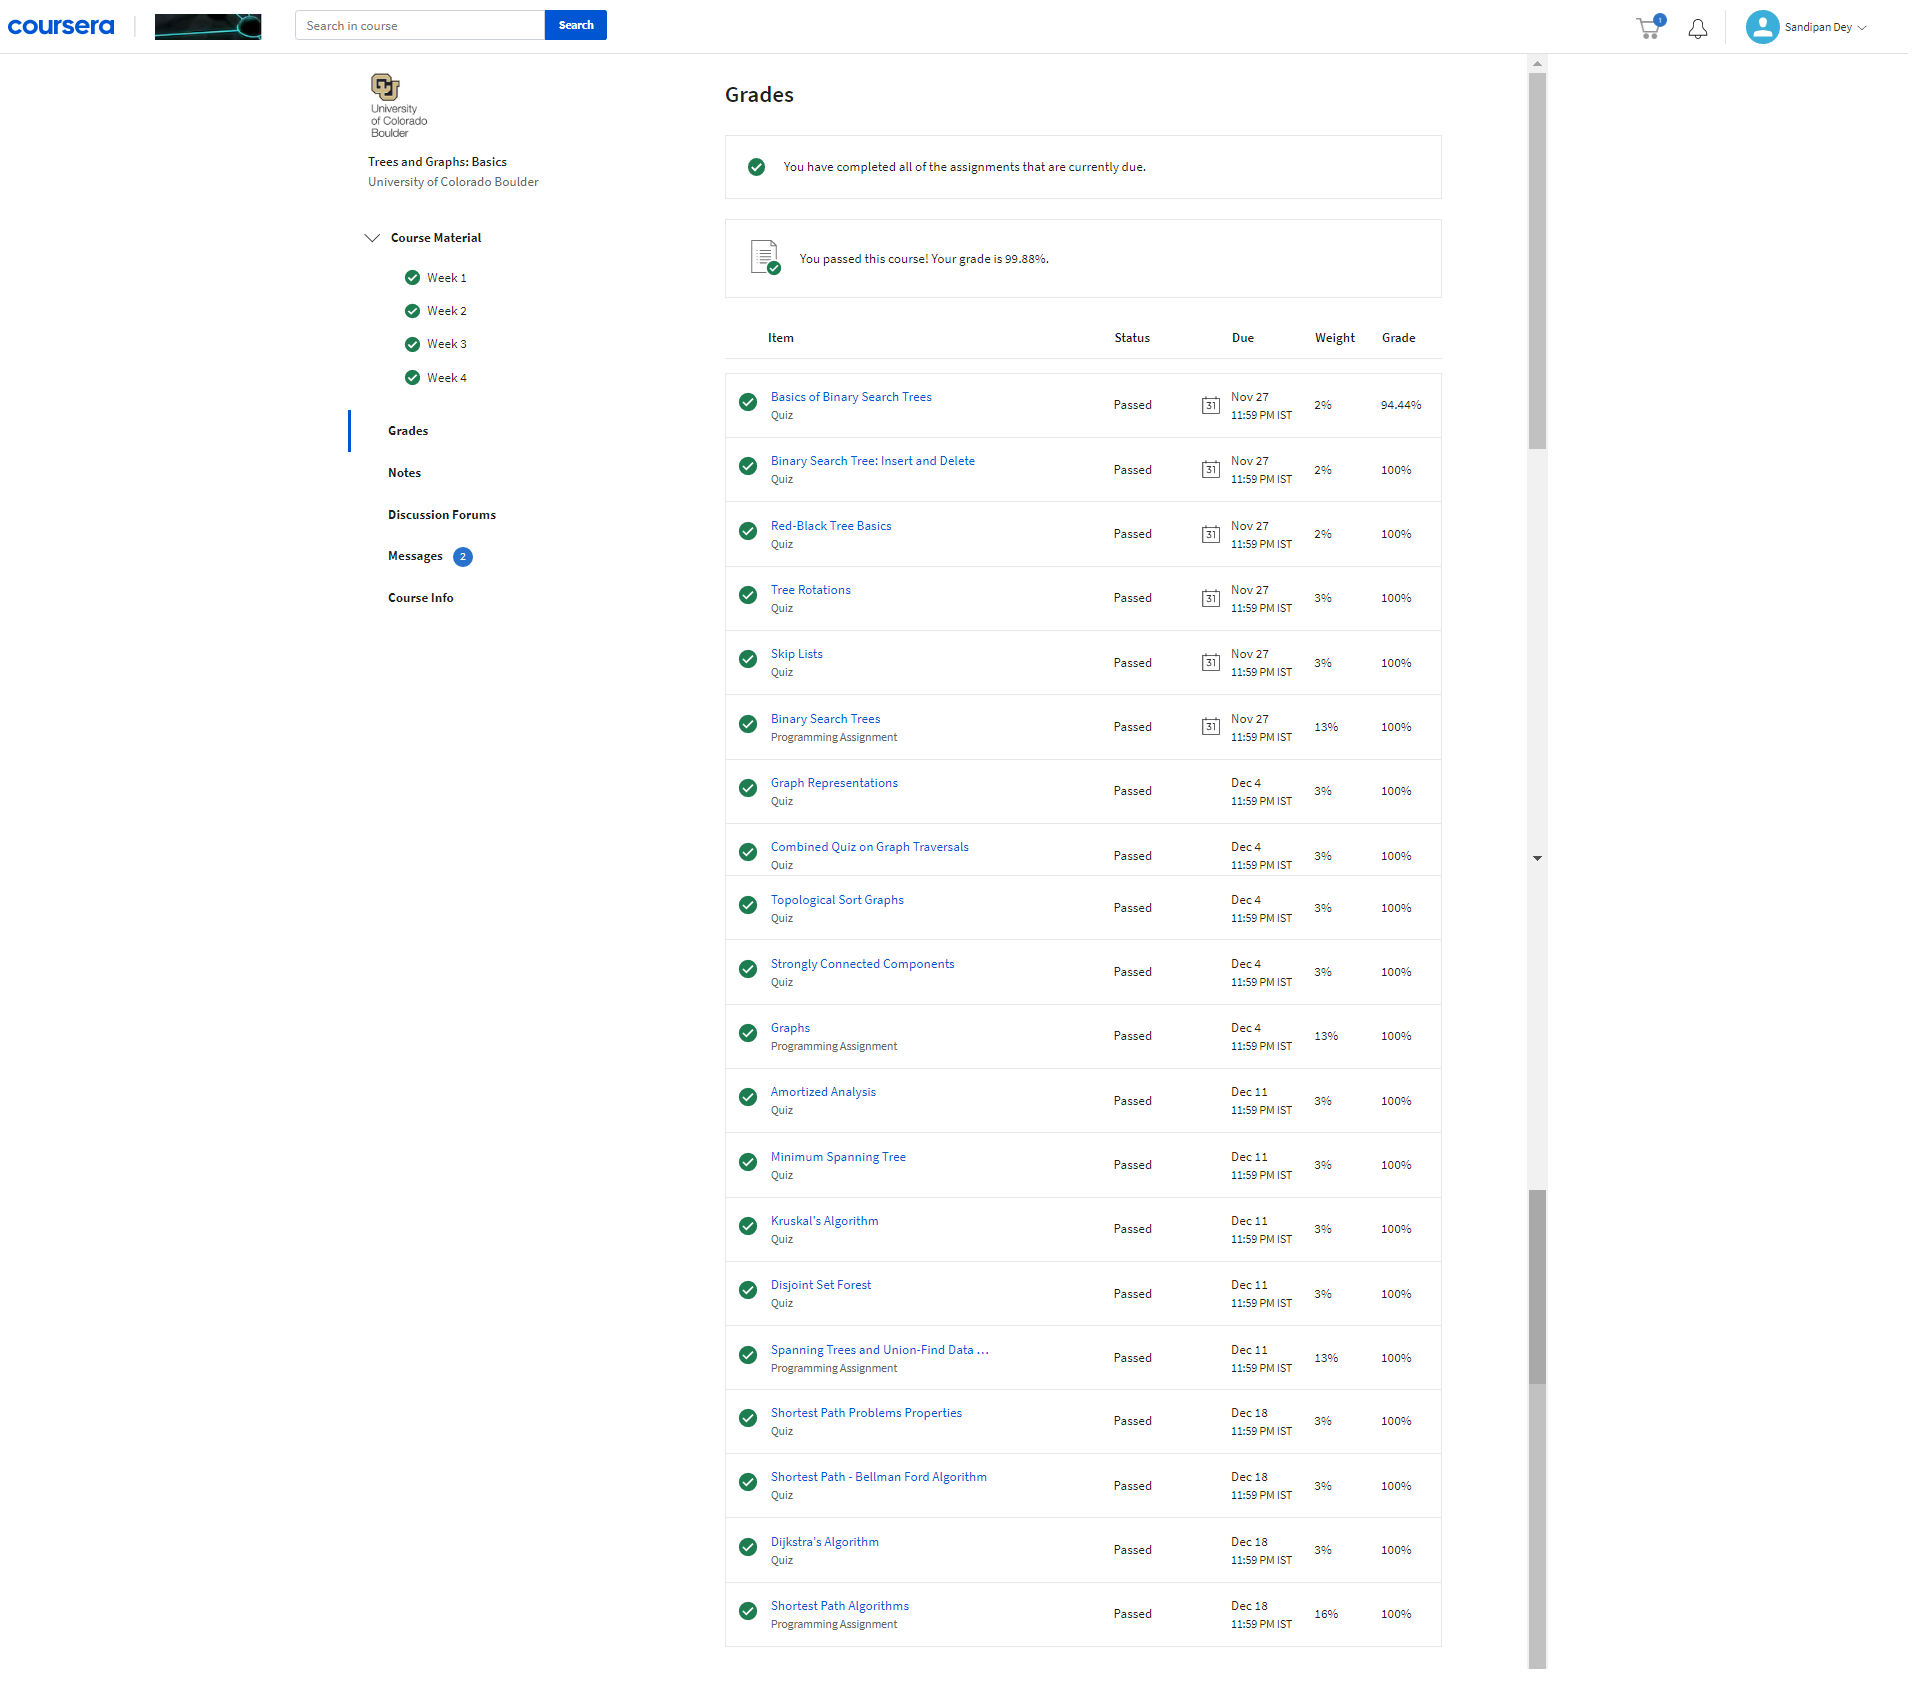 coursera
Search in course
Search
1
Sandipan Dey
University
of Colorado
Boulder
Trees and Graphs: Basics
University of Colorado Boulder
Course Material
Week 1
Week 2
Week 3
Week 4
Grades
Notes
Discussion Forums
Messages 2
Course Info
Grades
You have completed all of the assignments that are currently due.
You passed this course! Your grade is 99.88%.
Item Status Due Weight Grade
Basics of Binary Search Trees
Quiz
Passed
31
Nov 27
11:59 PM IST
2%
94.44%
Binary Search Tree: Insert and Delete
Quiz
Passed
31
Nov 27
11:59 PM IST
2%
100%
Red-Black Tree Basics
Quiz
Passed
31
Nov 27
11:59 PM IST
2%
100%
Tree Rotations
Quiz
Passed
31
Nov 27
11:59 PM IST
3%
100%
Skip Lists
Quiz
Passed
31
Nov 27
11:59 PM IST
3%
100%
Binary Search Trees
Programming Assignment
Passed
31
Nov 27
11:59 PM IST
13%
100%
Graph Representations
Quiz
Passed
Dec 4
11:59 PM IST
3%
100%
Combined Quiz on Graph Traversals
Quiz
Passed
Dec 4
11:59 PM IST
3%
100%
Topological Sort Graphs
Quiz
Passed
Dec 4
11:59 PM IST
3%
100%
Strongly Connected Components
Quiz
Passed
Dec 4
11:59 PM IST
3%
100%
Graphs
Programming Assignment
Passed
Dec 4
11:59 PM IST
13%
100%
Amortized Analysis
Quiz
Passed
Dec 11
11:59 PM IST
3%
100%
Minimum Spanning Tree
Quiz
Passed
Dec 11
11:59 PM IST
3%
100%
Kruskal's Algorithm
Quiz
Passed
Dec 11
11:59 PM IST
3%
100%
Disjoint Set Forest
Quiz
Passed
Dec 11
11:59 PM IST
3%
100%
Spanning Trees and Union-Find Data ...
Programming Assignment
Passed
Dec 11
11:59 PM IST
13%
100%
Shortest Path Problems Properties
Quiz
Passed
Dec 18
11:59 PM IST
3%
100%
Shortest Path - Bellman Ford Algorithm
Quiz
Passed
Dec 18
11:59 PM IST
3%
100%
Dijkstra's Algorithm
Quiz
Passed
Dec 18
11:59 PM IST
3%
100%
Shortest Path Algorithms
Programming Assignment
Passed
Dec 18
11:59 PM IST
16%
100%